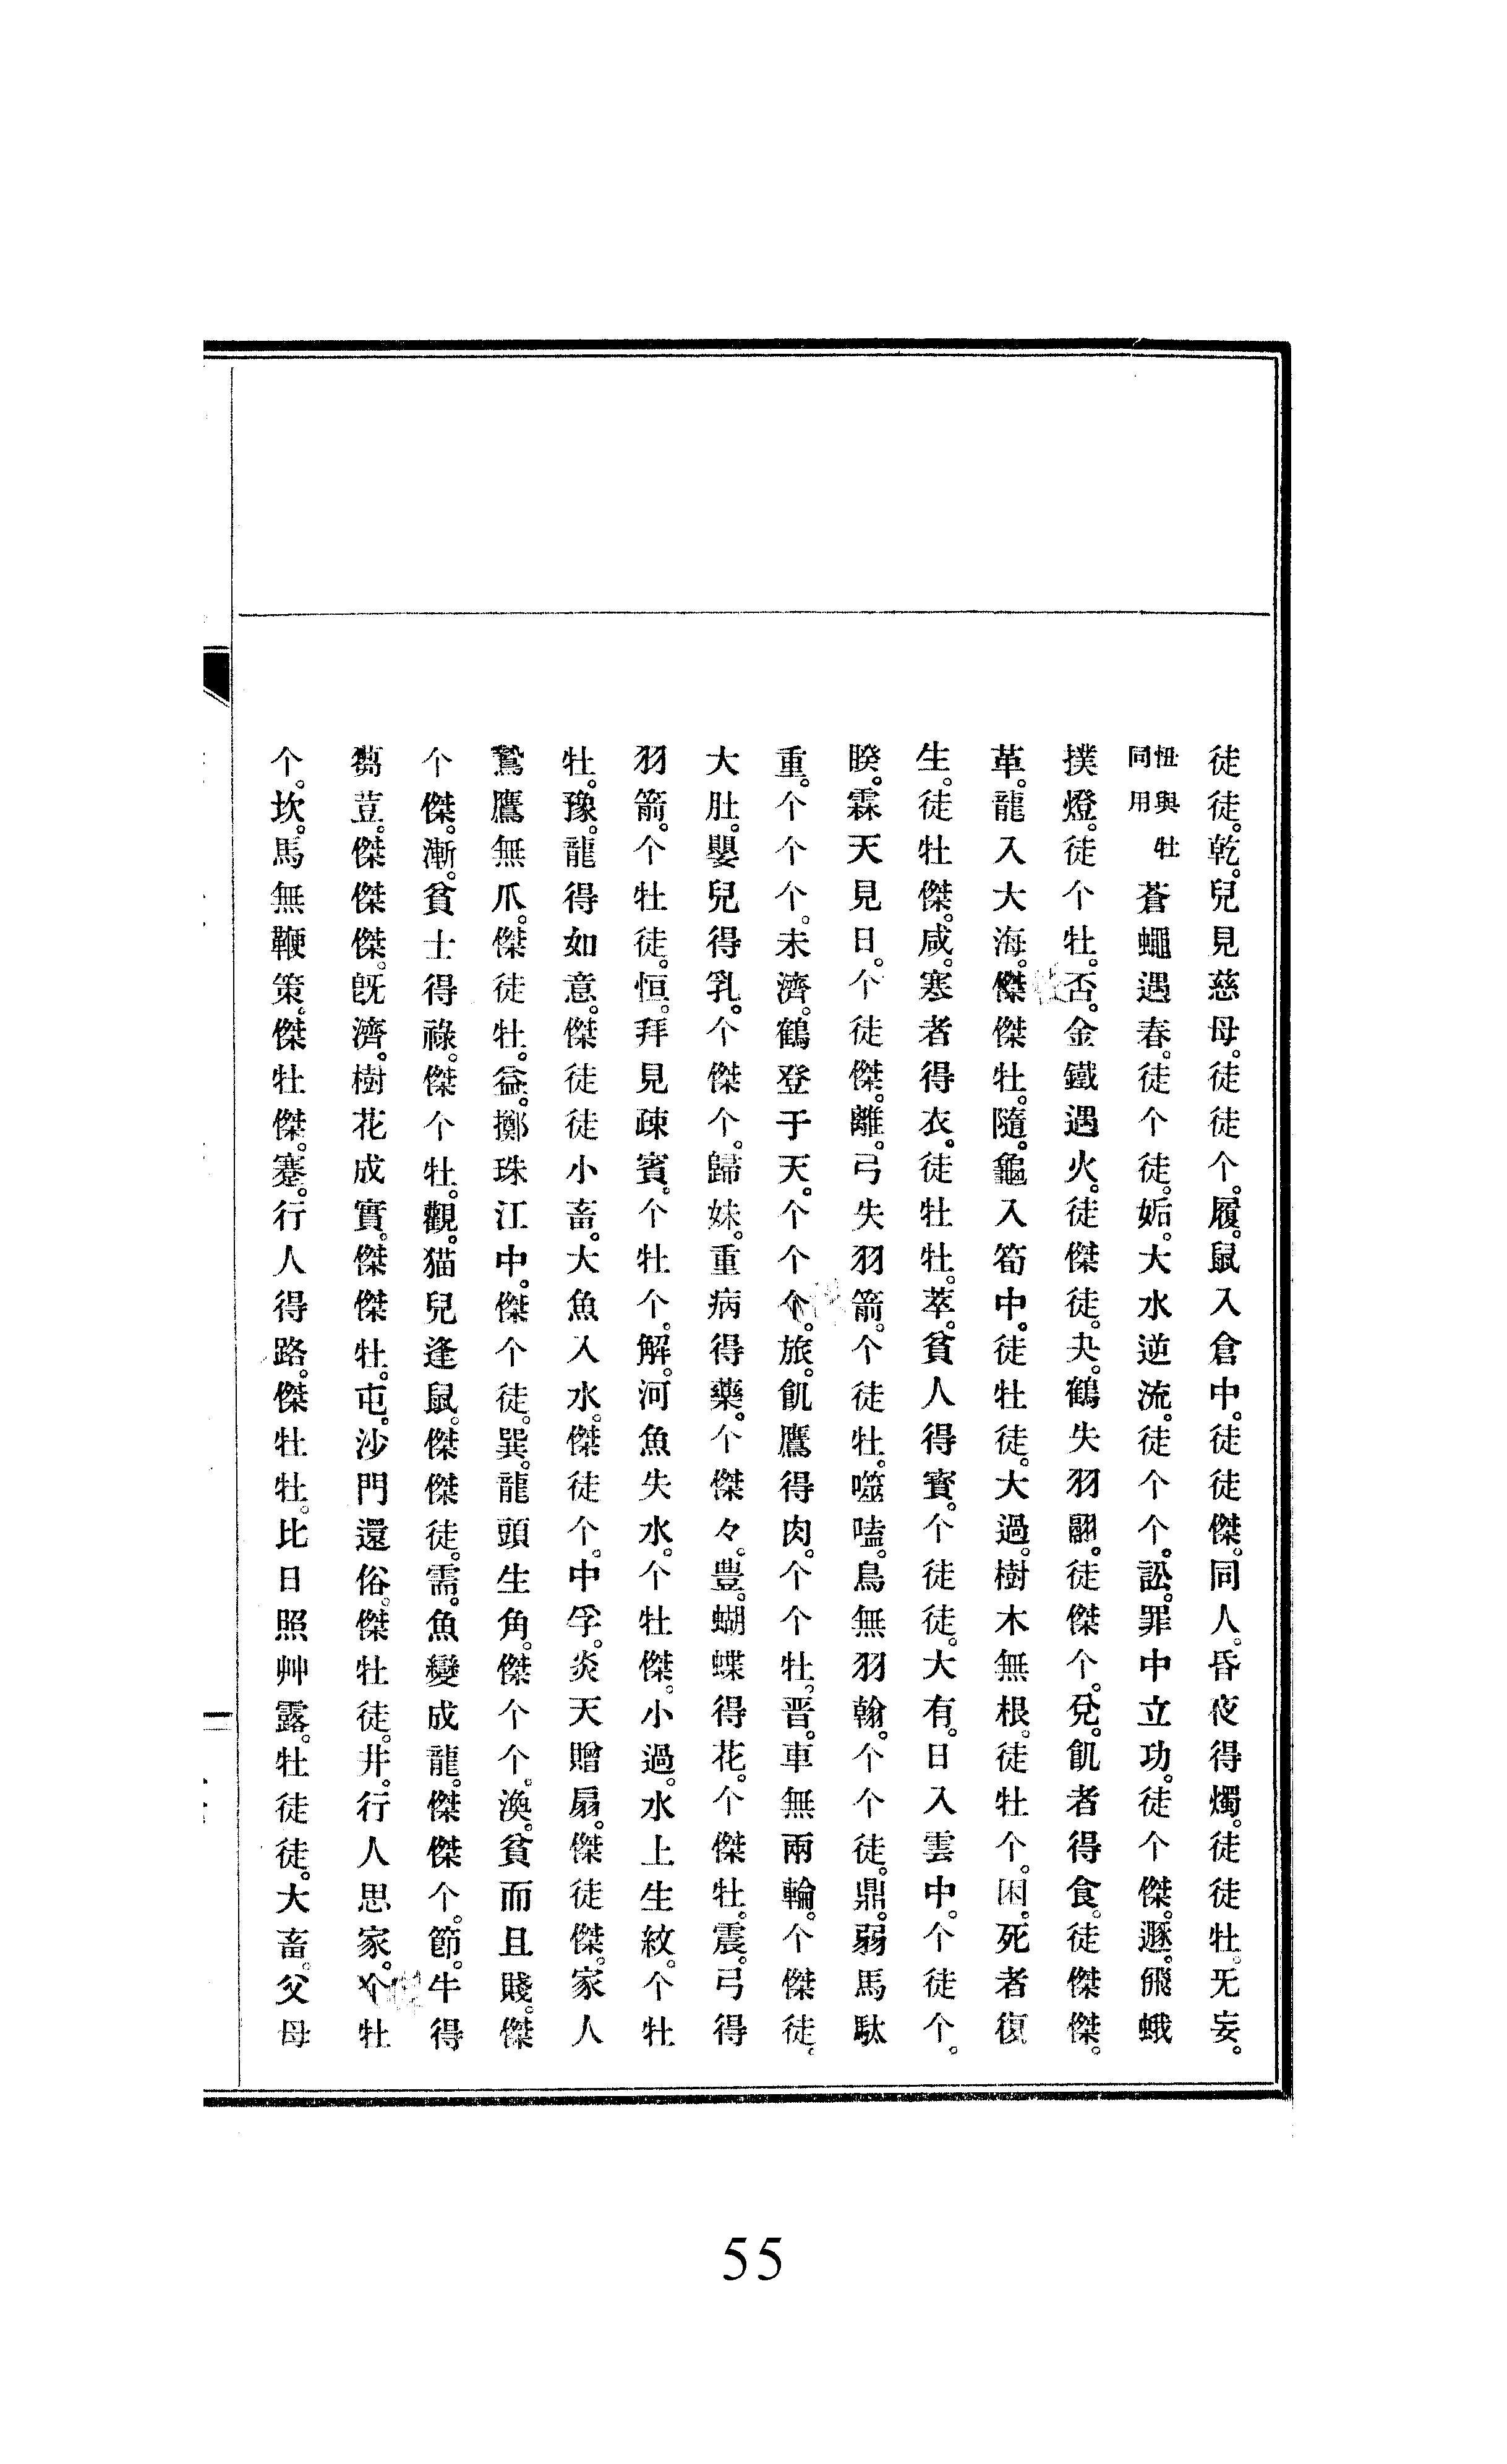 徒徒。乾。兒見慈母。徒徒个。履。鼠入倉中。徒徒傑。同人。昏夜得燭。徒徒牡。无妄。
忸與牡同用 蒼蠅遇春。徒个徒。姤。大水逆流。徒个个。訟。罪中立功。徒个傑。遯。飛蛾
撲燈。徒个牡。否。金鐵遇火。徒傑徒。夬。鶴失羽翮。徒傑个。兌。飢者得食。徒傑傑。
革。龍入大海。傑傑牡。隨。龜入筍中。徒牡徒。大過。樹木無根。徒牡个。困。死者復
生。徒牡傑。咸。寒者得衣。徒牡牡。萃。貧人得寳。个徒徒。大有。日入雲中。个徒个。
睽。霖天見日。个徒傑。離。弓失羽箭。个徒牡。噬嗑。鳥無羽翰。个个徒。鼎。弱馬駄
重。个个个。未濟。鶴登于天。个个个。旅。飢鷹得肉。个个牡。晋。車無兩輪。个傑徒。
大壯。嬰兒得乳。个傑个。歸妹。重病得藥。个傑々。豊。蝴蝶得花。个傑牡。震。弓得
羽箭。个牡徒。恒。拜見疎賓。个牡个。解。河魚失水。个牡傑。小過。水上生紋。个牡
牡。豫。龍得如意。傑徒徒。小畜。大魚入水。傑徒个。中孚。炎天贈扇。傑徒傑。家人
鷙鷹無爪。傑徒牡。益。擲珠江中。傑个徒。巽。龍頭生角。傑个个。渙。貧而且賤。傑
个傑。漸。貧士得祿。傑个牡。觀。猫兒逢鼠。傑傑徒。需。魚變成龍。傑傑个。節。牛得
蒭荳。傑傑傑。旣濟。樹花成實。傑傑牡。屯。沙門還俗。傑牡徒。井。行人思家。个牡
个。坎。馬無鞭策。傑牡傑。蹇。行人得路。傑牡牡。比日照艸露。牡徒徒。大畜。父母
55